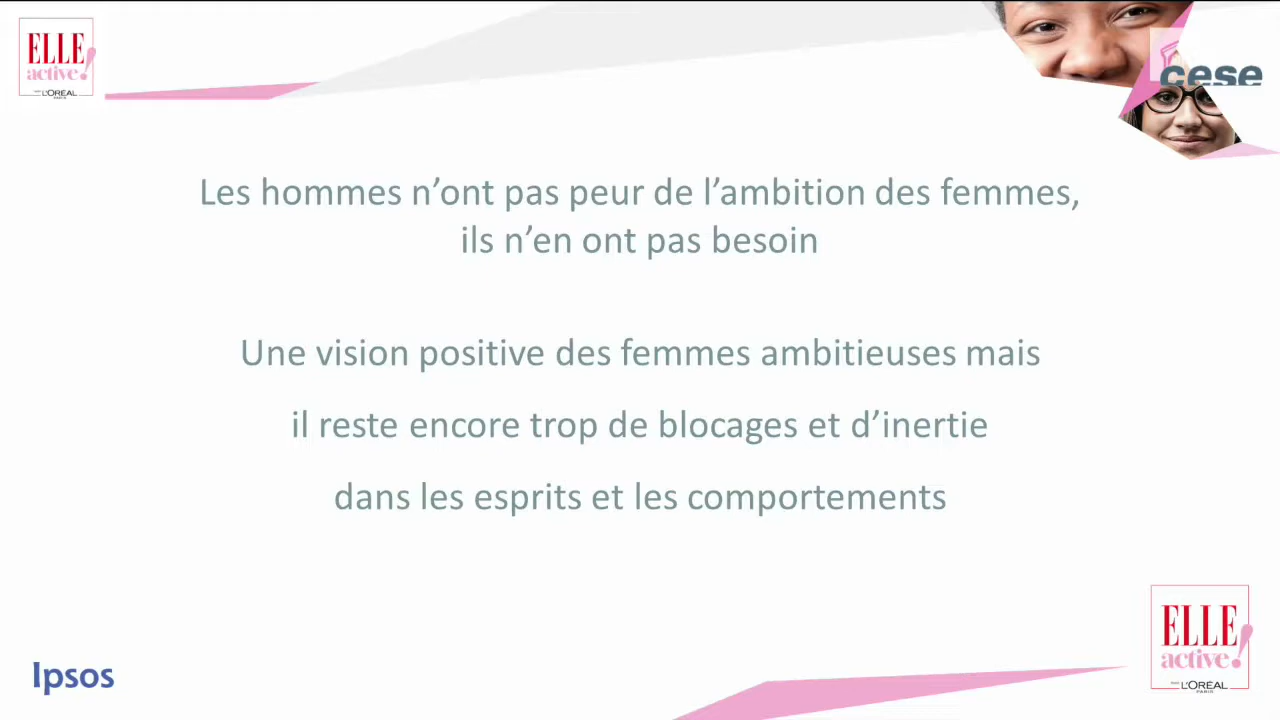 ELLE
active!
PAR L'ORÉAL
PARIS
cese
Les hommes n’ont pas peur de l’ambition des femmes,
ils n’en ont pas besoin
Une vision positive des femmes ambitieuses mais
il reste encore trop de blocages et d’inertie
dans les esprits et les comportements
Ipsos
ELLE
active!
PAR L'ORÉAL
PARIS